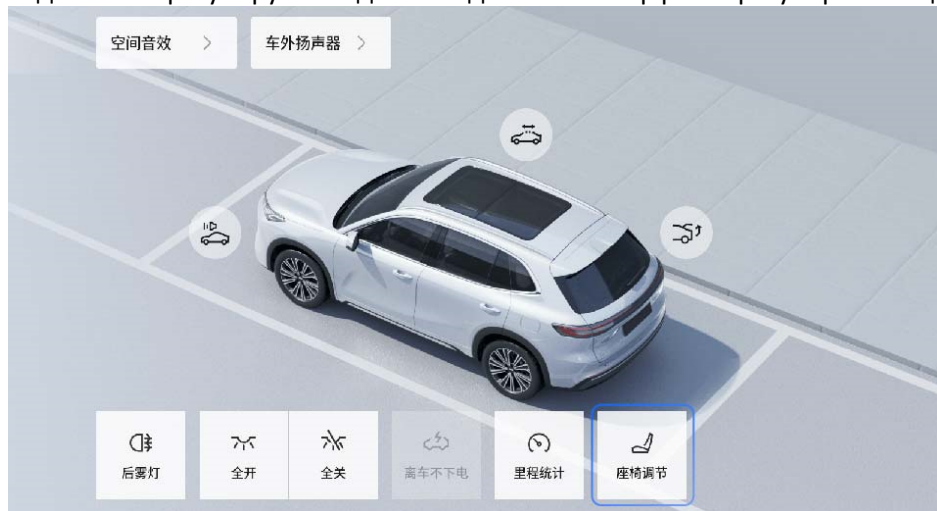 空间音效
车外扬声器
后雾灯
全开
全关
离车不下电
里程统计
座椅调节